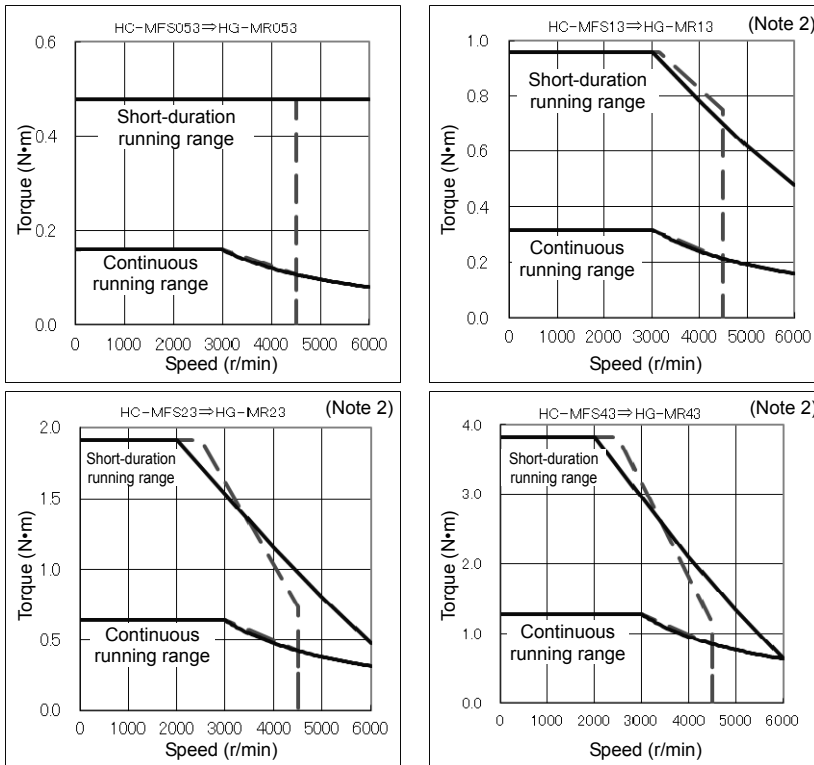 HC-MFS053⇒HG-MR053
Torque (N•m)
0.6
0.4
0.2
0.0
Short-duration
running range
Continuous
running range
0 1000 2000 3000 4000 5000 6000
Speed (r/min)
HC-MFS13⇒HG-MR13 (Note 2)
Torque (N•m)
1.0
0.8
0.6
0.4
0.2
0.0
Short-duration
running range
Continuous
running range
0 1000 2000 3000 4000 5000 6000
Speed (r/min)
HC-MFS23⇒HG-MR23 (Note 2)
Torque (N•m)
2.0
1.5
1.0
0.5
0.0
Short-duration
running range
Continuous
running range
0 1000 2000 3000 4000 5000 6000
Speed (r/min)
HC-MFS43⇒HG-MR43 (Note 2)
Torque (N•m)
4.0
3.0
2.0
1.0
0.0
Short-duration
running range
Continuous
running range
0 1000 2000 3000 4000 5000 6000
Speed (r/min)